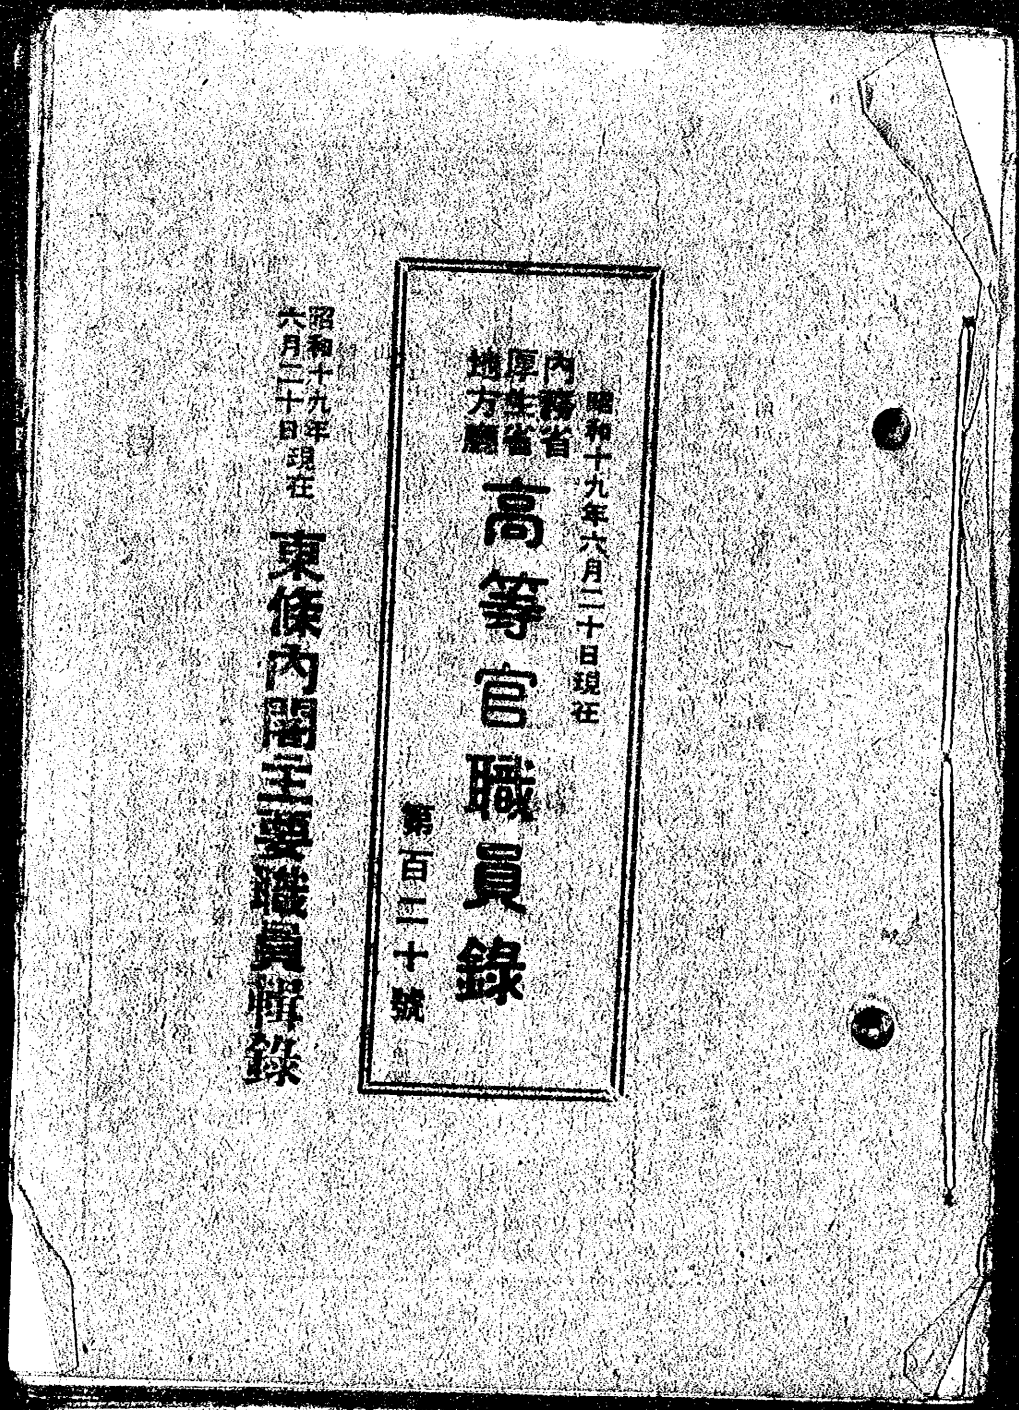 昭和十九年六月二十日現在
內務省
厚生省
地方廳
高等官職員錄
第百二十號
昭和十九年
六月二十日
現在
東條內閣主要職員輯錄